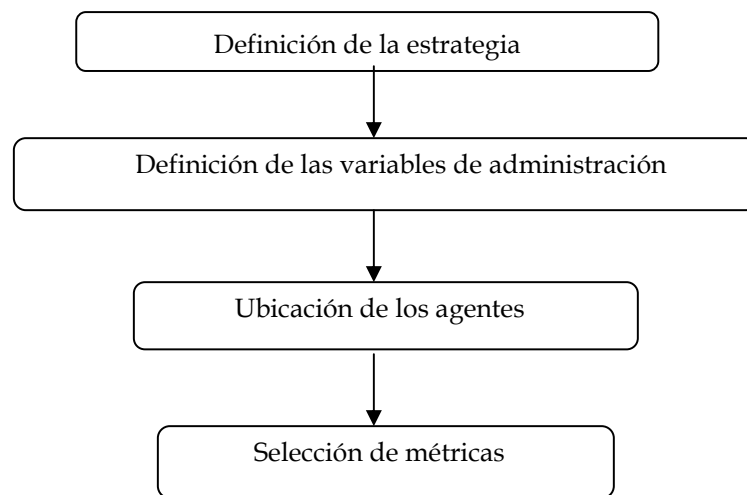 Definición de la estrategia
Definición de las variables de administración
Ubicación de los agentes
Selección de métricas